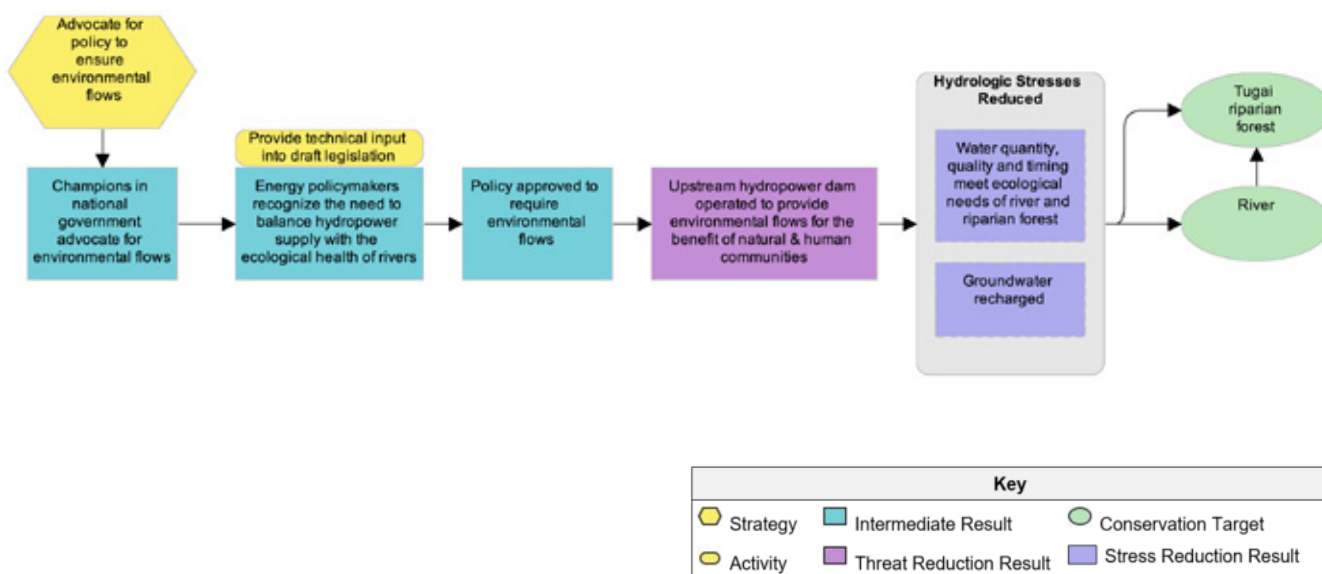 Advocate for
policy to
ensure
environmental
flows
Champions in
national
government
advocate for
environmental flows
Provide technical input
into draft legislation
Energy policymakers
recognize the need to
balance hydropower
supply with the
ecological health of rivers
Policy approved to
require
environmental
flows
Upstream hydropower dam
operated to provide
environmental flows for the
benefit of natural & human
communities
Hydrologic Stresses
Reduced
Water quantity,
quality and timing
meet ecological
needs of river and
riparian forest
Groundwater
recharged
Tugai
riparian
forest
River
Key
Strategy
Intermediate Result
Conservation Target
Activity
Threat Reduction Result
Stress Reduction Result